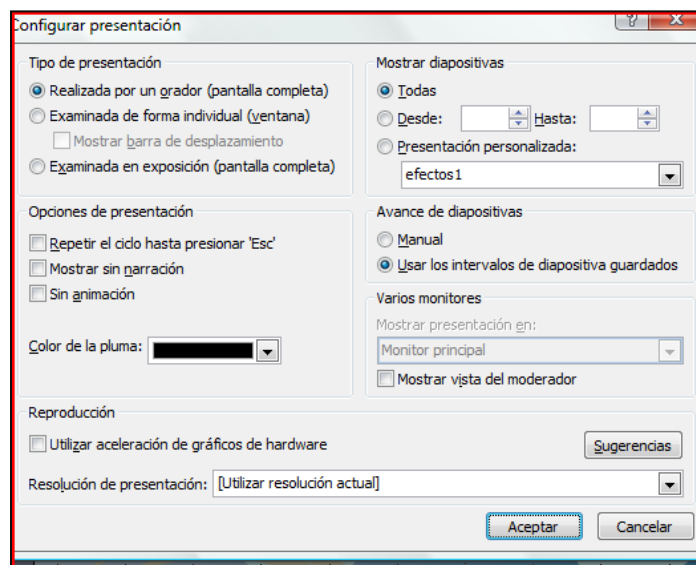 Configurar presentación
Tipo de presentación
Realizada por un orador (pantalla completa)
Examinada de forma individual (ventana)
Mostrar barra de desplazamiento
Examinada en exposición (pantalla completa)
Mostrar diapositivas
Todas
Desde: Hasta:
Presentación personalizada:
efectos1
Opciones de presentación
Repetir el ciclo hasta presionar 'Esc'
Mostrar sin narración
Sin animación
Color de la pluma:
Avance de diapositivas
Manual
Usar los intervalos de diapositiva guardados
Varios monitores
Mostrar presentación en:
Monitor principal
Mostrar vista del moderador
Reproducción
Utilizar aceleración de gráficos de hardware
Sugerencias
Resolución de presentación: [Utilizar resolución actual]
Aceptar Cancelar